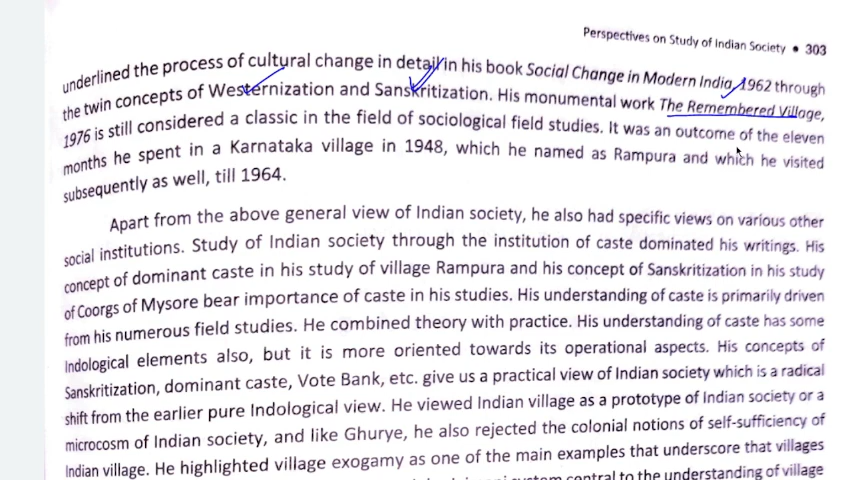 Perspectives on Study of Indian Society • 303
underlined the process of cultural change in detail in his book Social Change in Modern India, 1962 through
the twin concepts of Westernization and Sanskritization. His monumental work The Remembered Village,
1976 is still considered a classic in the field of sociological field studies. It was an outcome of the eleven
months he spent in a Karnataka village in 1948, which he named as Rampura and which he visited
subsequently as well, till 1964.
Apart from the above general view of Indian society, he also had specific views on various other
social institutions. Study of Indian society through the institution of caste dominated his writings. His
concept of dominant caste in his study of village Rampura and his concept of Sanskritization in his study
of Coorgs of Mysore bear importance of caste in his studies. His understanding of caste is primarily driven
from his numerous field studies. He combined theory with practice. His understanding of caste has some
Indological elements also, but it is more oriented towards its operational aspects. His concepts of
Sanskritization, dominant caste, Vote Bank, etc. give us a practical view of Indian society which is a radical
shift from the earlier pure Indological view. He viewed Indian village as a prototype of Indian society or a
microcosm of Indian society, and like Ghurye, he also rejected the colonial notions of self-sufficiency of
Indian village. He highlighted village exogamy as one of the main examples that underscore that villages
system central to the understanding of village